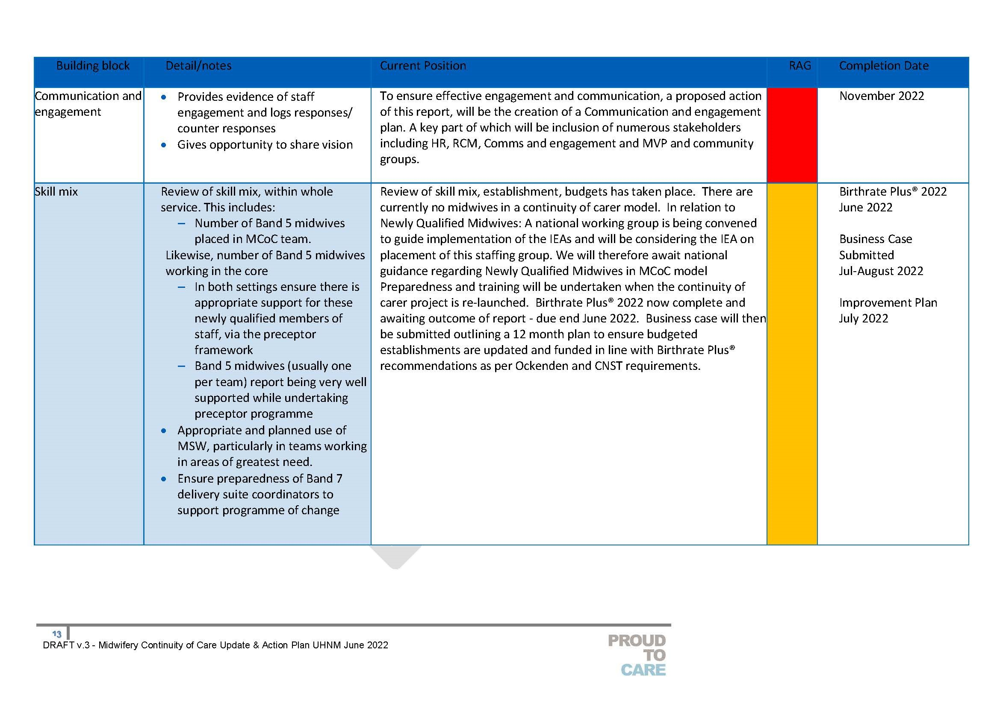 Building block
Detail/notes
Current Position
RAG
Completion Date
Communication and
engagement
• Provides evidence of staff
engagement and logs responses/
counter responses
• Gives opportunity to share vision
To ensure effective engagement and communication, a proposed action
of this report, will be the creation of a Communication and engagement
plan. A key part of which will be inclusion of numerous stakeholders
including HR, RCM, Comms and engagement and MVP and community
groups.
November 2022
Skill mix
Review of skill mix, within whole
service. This includes:
– Number of Band 5 midwives
placed in MCoC team.
Likewise, number of Band 5 midwives
working in the core
– In both settings ensure there is
appropriate support for these
newly qualified members of
staff, via the preceptor
framework
– Band 5 midwives (usually one
per team) report being very well
supported while undertaking
preceptor programme
• Appropriate and planned use of
MSW, particularly in teams working
in areas of greatest need.
• Ensure preparedness of Band 7
delivery suite coordinators to
support programme of change
Review of skill mix, establishment, budgets has taken place.  There are
currently no midwives in a continuity of carer model.  In relation to
Newly Qualified Midwives: A national working group is being convened
to guide implementation of the IEAs and will be considering the IEA on
placement of this staffing group. We will therefore await national
guidance regarding Newly Qualified Midwives in MCoC model
Preparedness and training will be undertaken when the continuity of
carer project is re-launched.  Birthrate Plus® 2022 now complete and
awaiting outcome of report - due end June 2022.  Business case will then
be submitted outlining a 12 month plan to ensure budgeted
establishments are updated and funded in line with Birthrate Plus®
recommendations as per Ockenden and CNST requirements.
Birthrate Plus® 2022
June 2022
Business Case
Submitted
Jul-August 2022
Improvement Plan
July 2022
13
DRAFT v.3 - Midwifery Continuity of Care Update & Action Plan UHNM June 2022
PROUD
TO
CARE